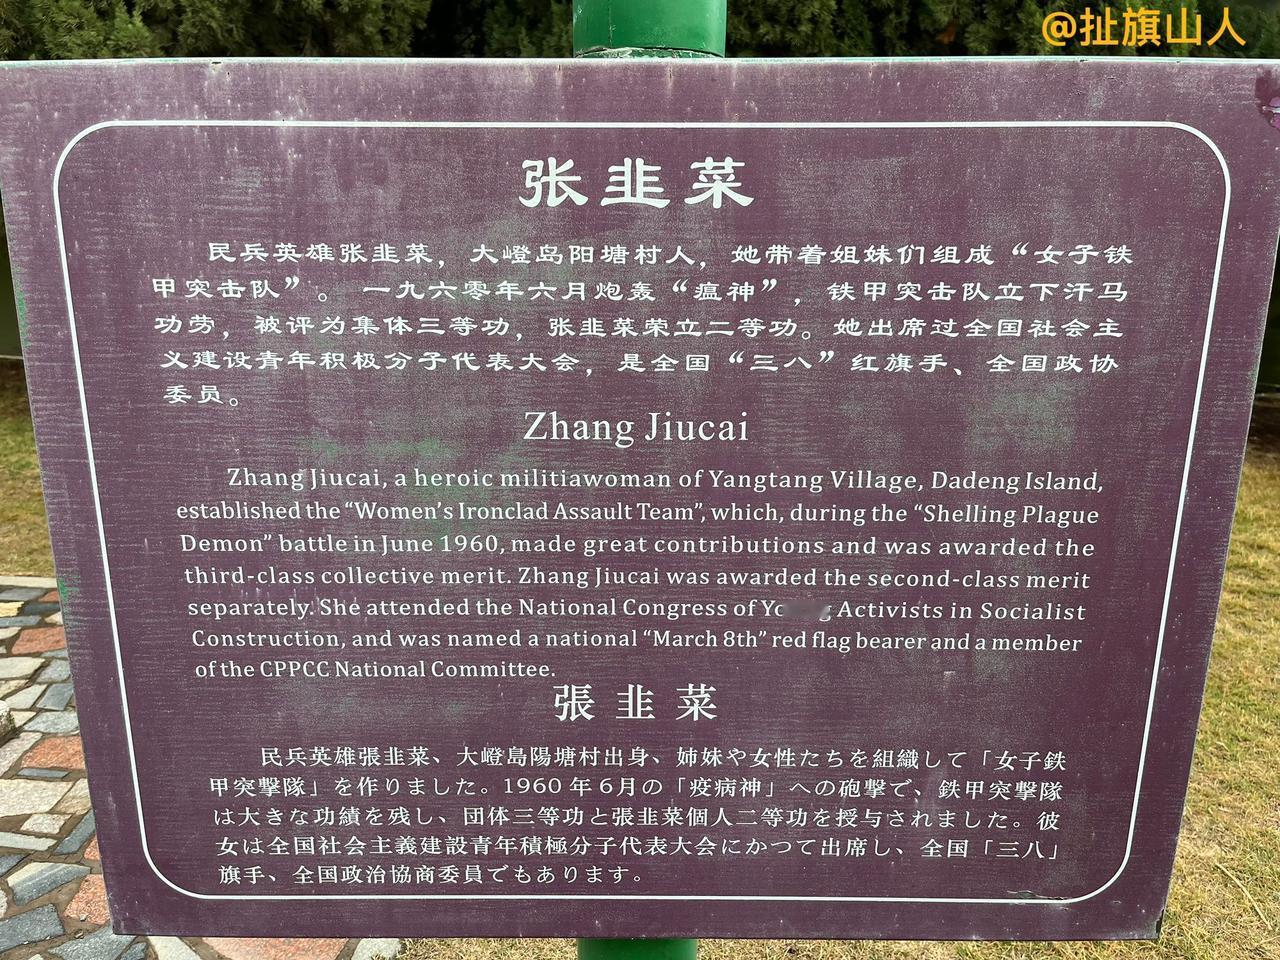 @扯旗山人
张韭菜
民兵英雄张韭菜，大嶝岛阳塘村人，她带着姐妹们组成“女子铁
甲突击队”。 一九六零年六月炮轰“瘟神”，铁甲突击队立下汗马
功劳，被评为集体三等功，张韭菜荣立二等功。她出席过全国社会主
义建设青年积极分子代表大会，是全国“三八”红旗手、全国政协
委员。
Zhang Jiucai
Zhang Jiucai, a heroic militiawoman of Yangtang Village, Dadeng Island,
established the “Women's Ironclad Assault Team”, which, during the “Shelling Plague
Demon” battle in June 1960, made great contributions and was awarded the
third-class collective merit. Zhang Jiucai was awarded the second-class merit
separately. She attended the National Congress of Activists in Socialist
Construction, and was named a national “March 8th” red flag bearer and a member
of the CPPCC National Committee.
張韭菜
民兵英雄張韭菜、大嶝島陽塘村出身、姉妹や女性たちを組織して「女子鉄
甲突撃隊」を作りました。1960年6月の「疫病神」への砲撃で、鉄甲突撃隊
は大きな功績を残し、団体三等功と張韭菜個人二等功を授与されました。彼
女は全国社会主義建設青年積極分子代表大会にかつて出席し、全国「三八」
旗手、全国政治協商委員でもあります。